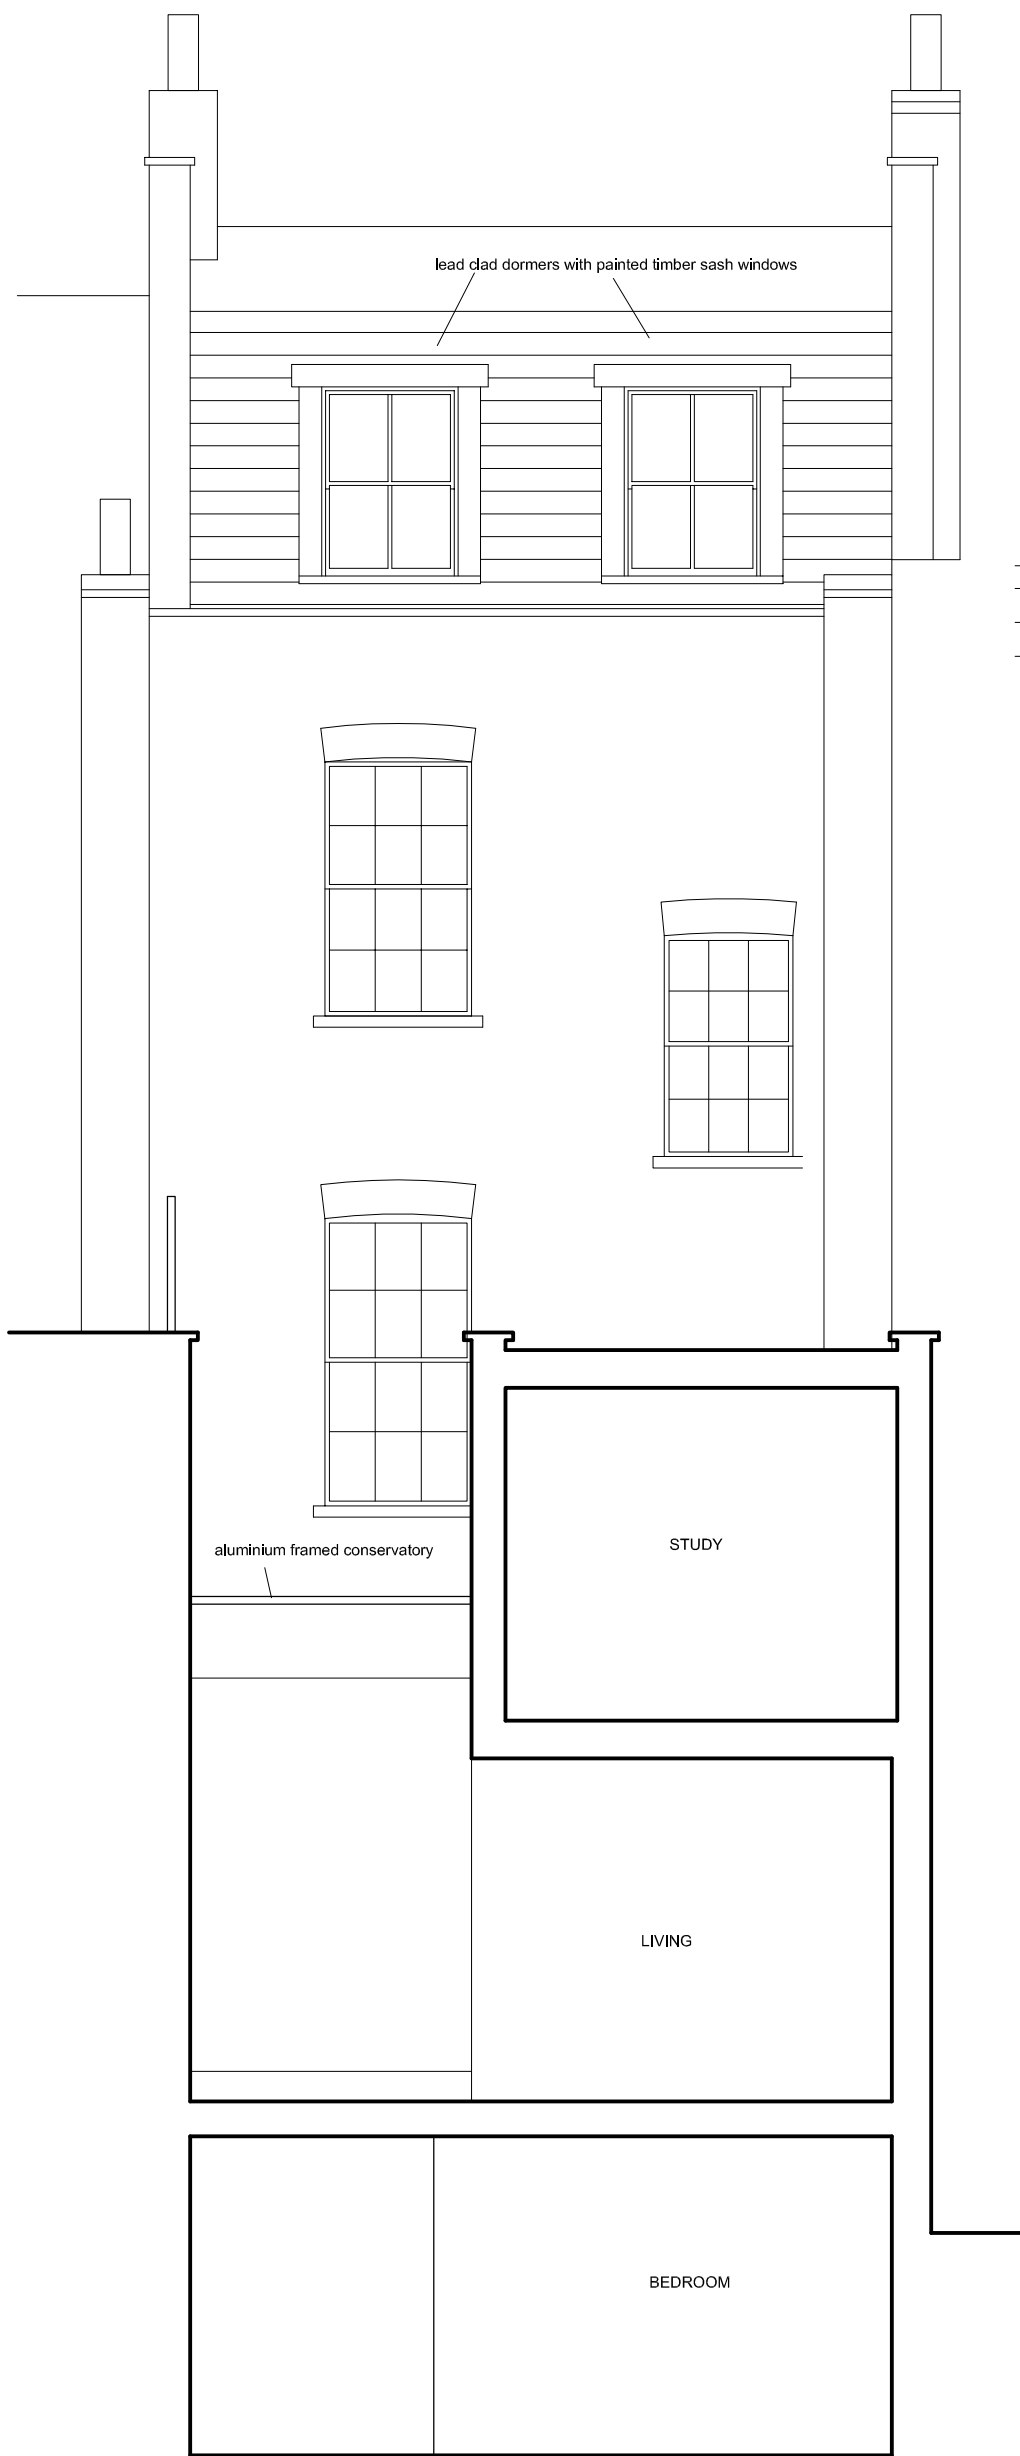 lead clad dormers with painted timber sash windows
STUDY
aluminium framed conservatory
LIVING
BEDROOM